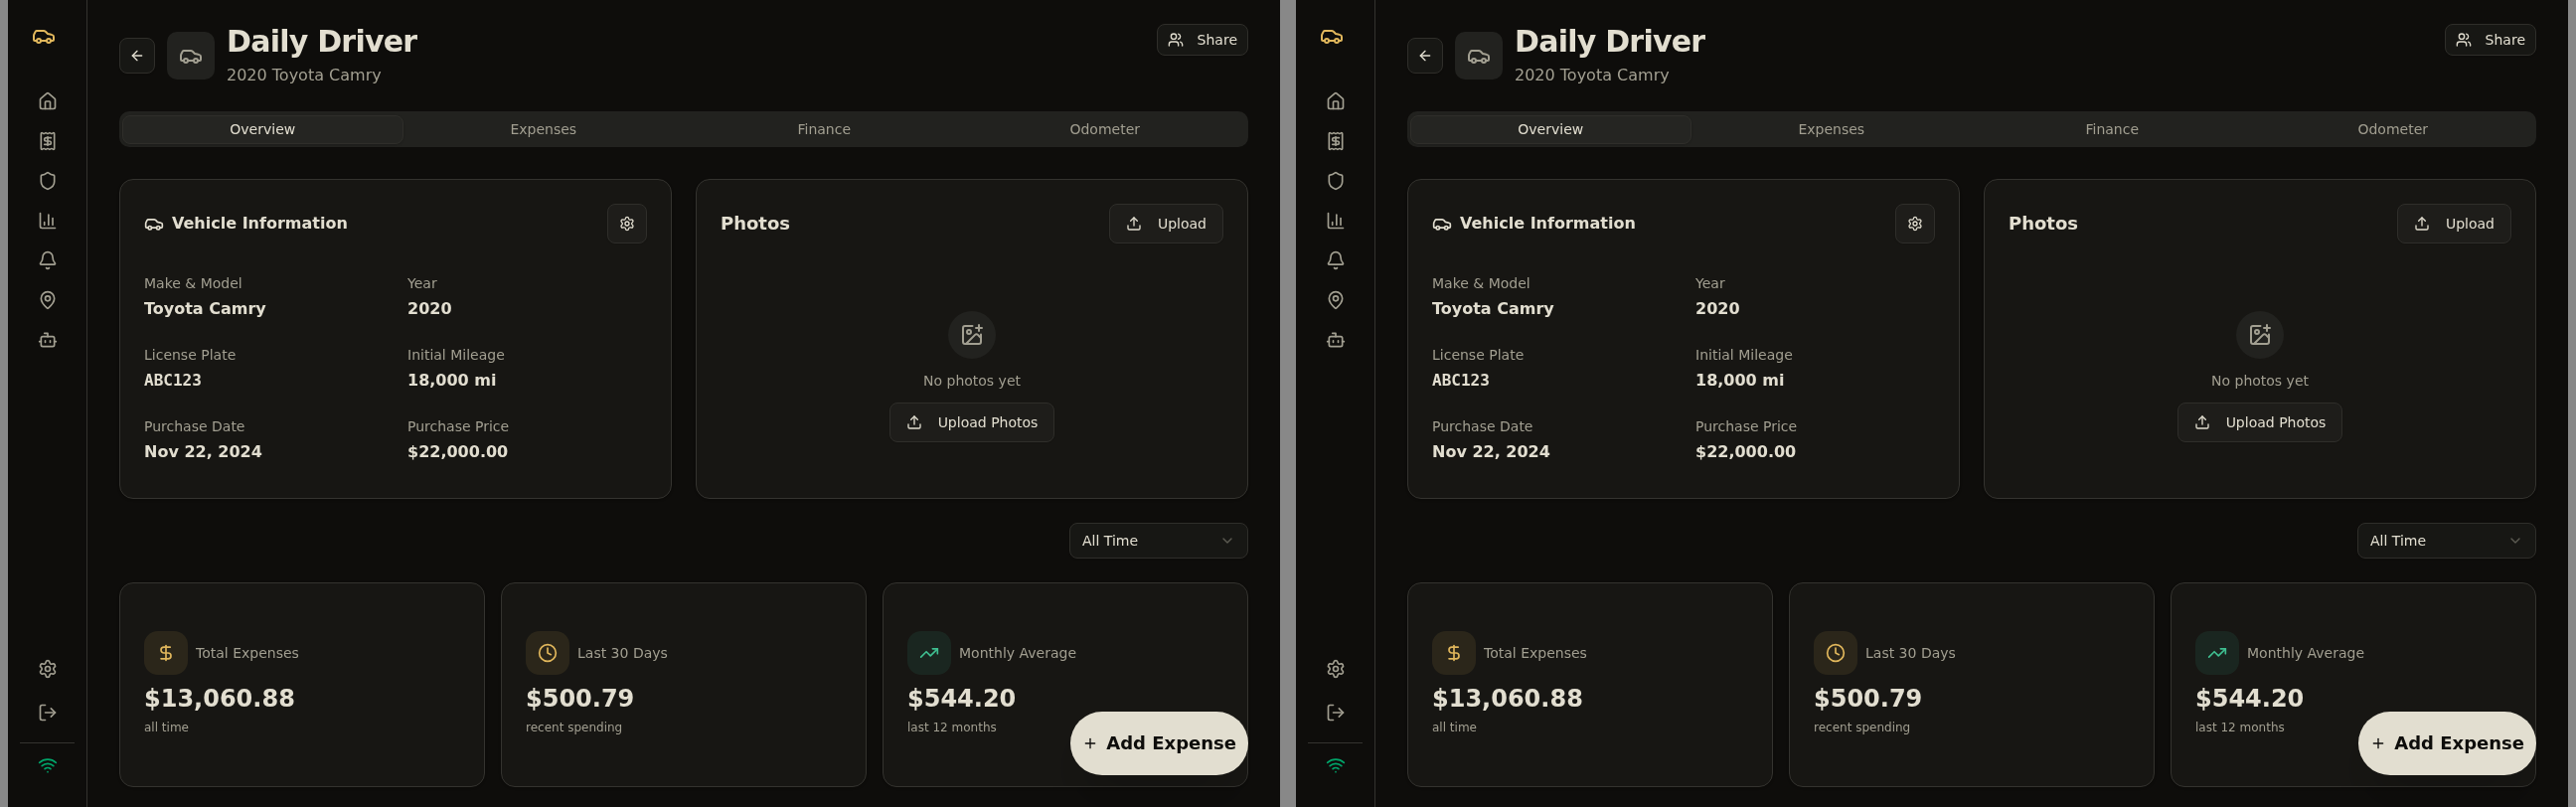 Daily Driver
2020 Toyota Camry
Share
Overview Expenses Finance Odometer
Vehicle Information
Make & Model Year
Toyota Camry 2020
License Plate Initial Mileage
ABC123 18,000 mi
Purchase Date Purchase Price
Nov 22, 2024 $22,000.00
Photos
Upload
No photos yet
Upload Photos
All Time
Total Expenses
$13,060.88
all time
Last 30 Days
$500.79
recent spending
Monthly Average
$544.20
last 12 months
+ Add Expense
Daily Driver
2020 Toyota Camry
Share
Overview Expenses Finance Odometer
Vehicle Information
Make & Model Year
Toyota Camry 2020
License Plate Initial Mileage
ABC123 18,000 mi
Purchase Date Purchase Price
Nov 22, 2024 $22,000.00
Photos
Upload
No photos yet
Upload Photos
All Time
Total Expenses
$13,060.88
all time
Last 30 Days
$500.79
recent spending
Monthly Average
$544.20
last 12 months
+ Add Expense